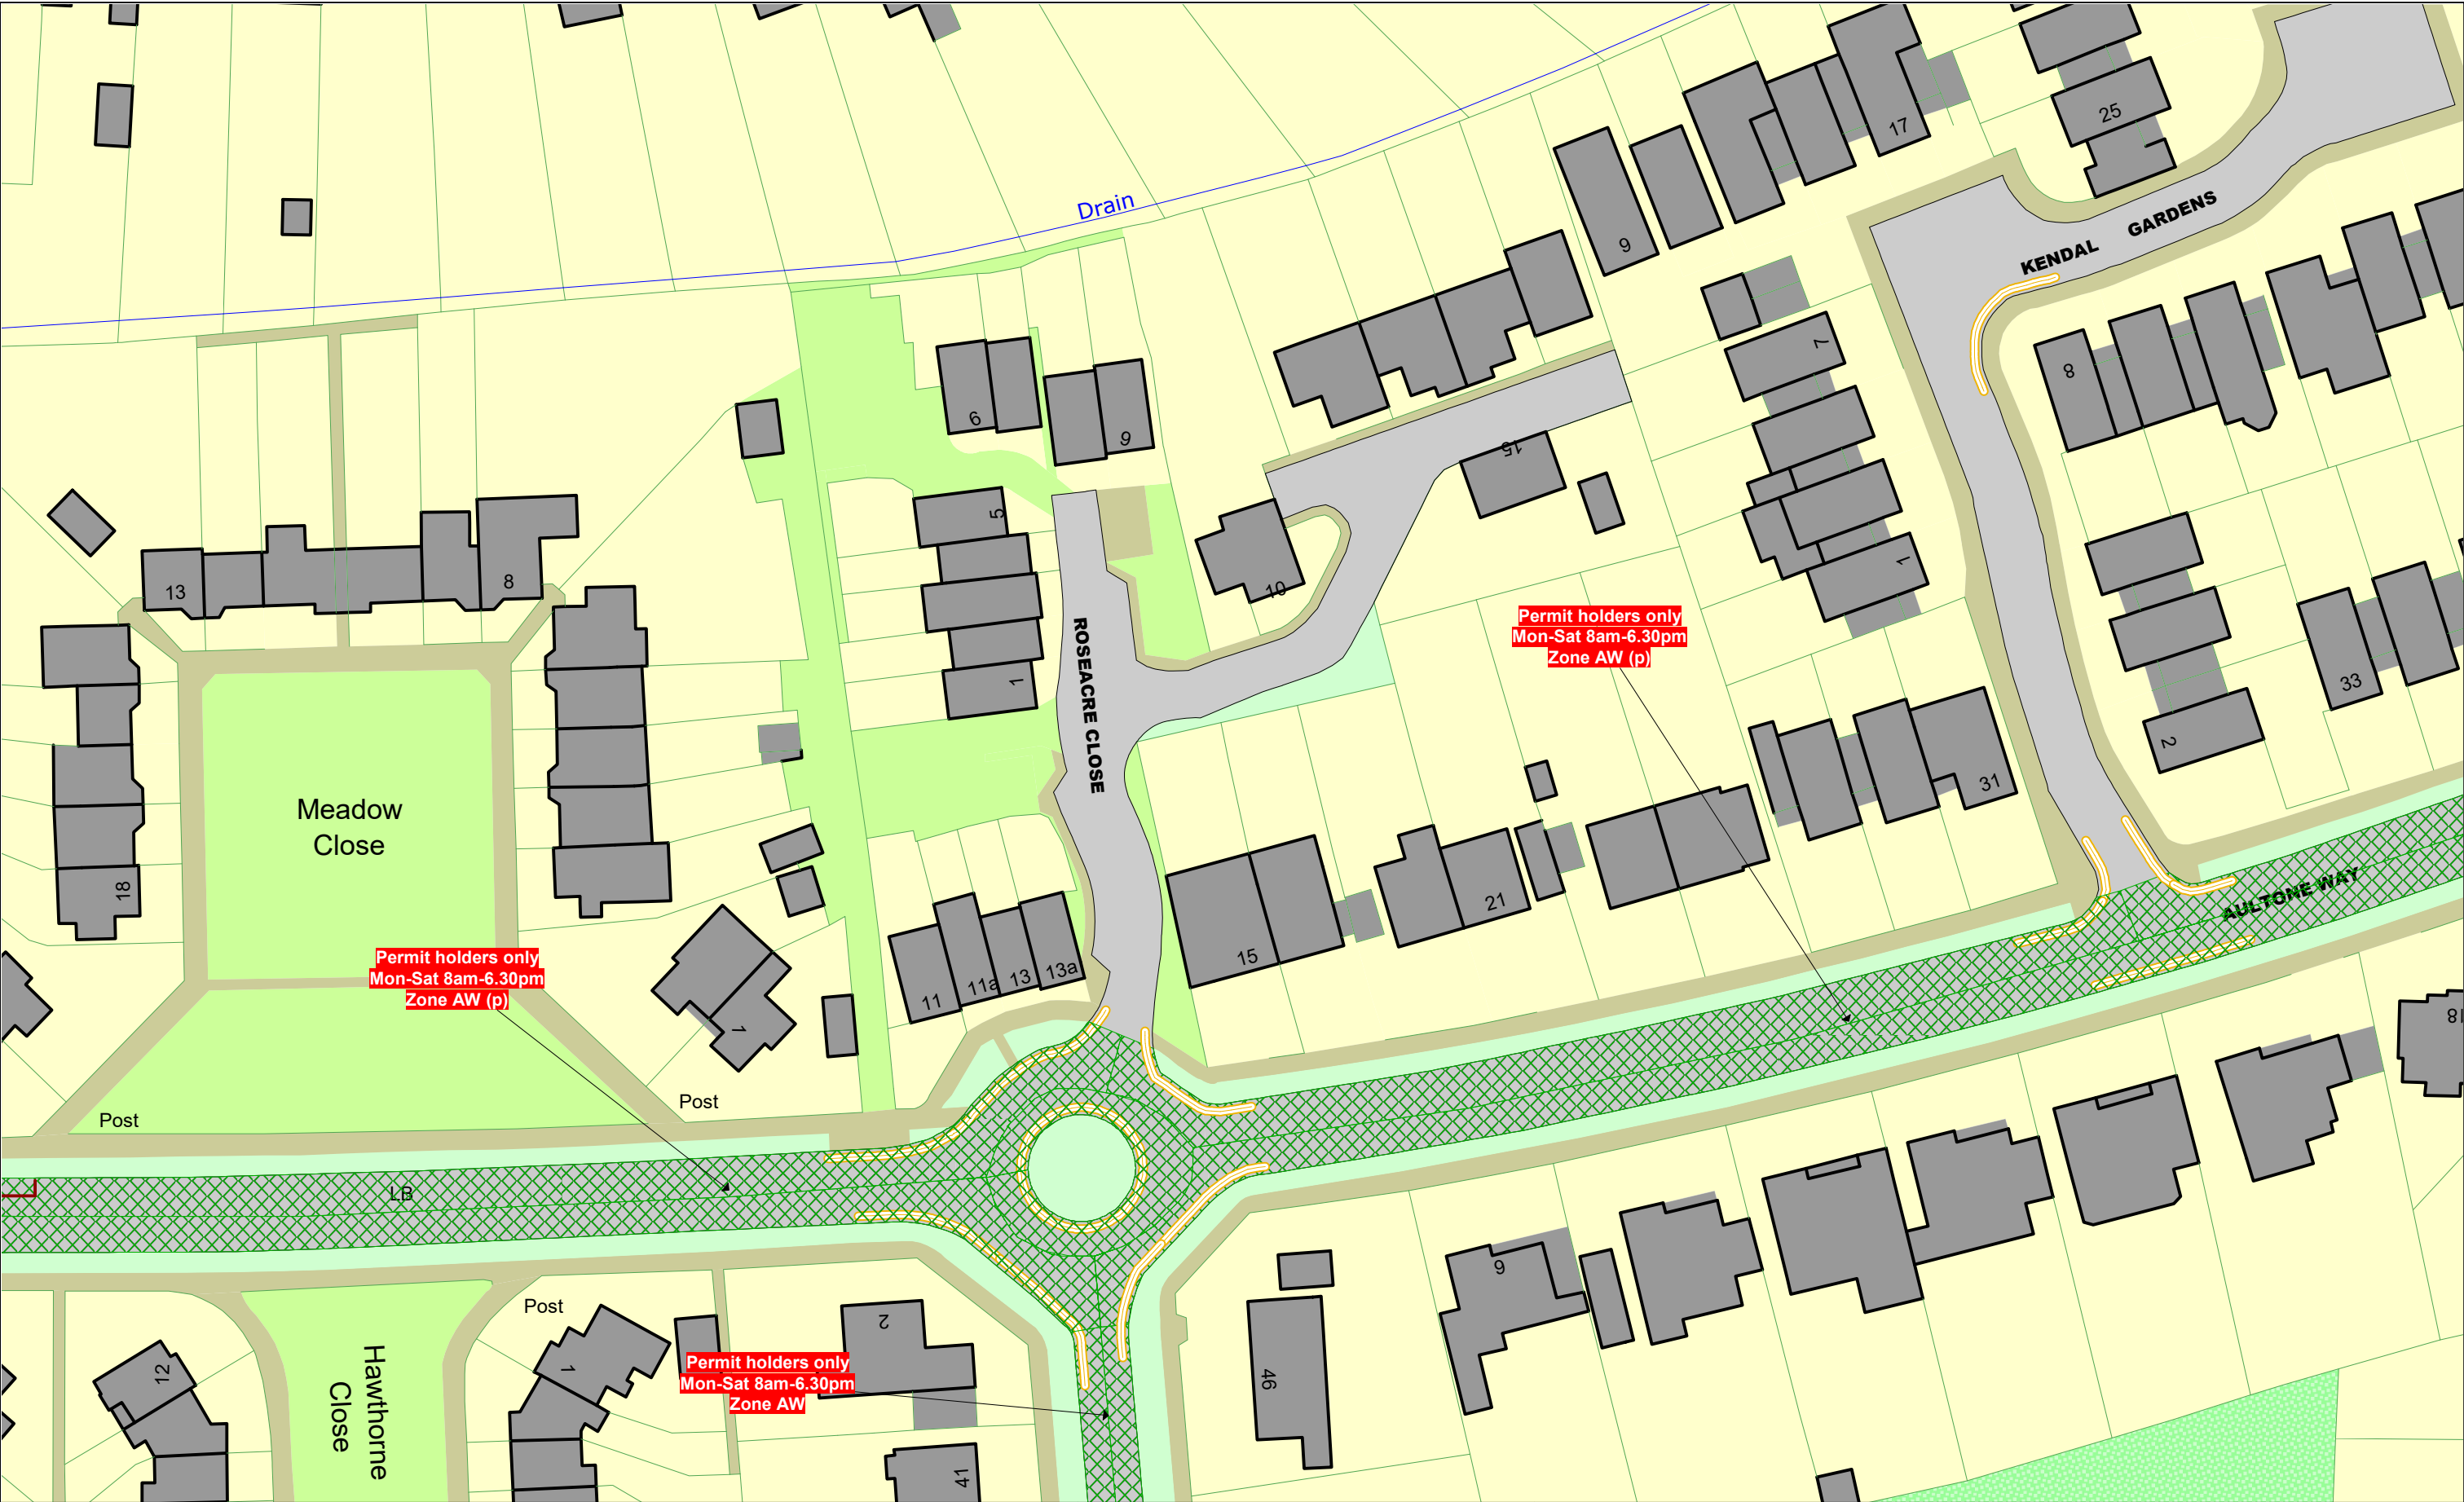 Drain
17
25
9
KENDAL GARDENS
7
8
6
9
15
5
10
13
8
1
1
ROSEACRE CLOSE
Permit holders only
Mon-Sat 8am-6.30pm
Zone AW (p)
33
2
31
Meadow
Close
18
21
15
AULTONE WAY
Permit holders only
Mon-Sat 8am-6.30pm
Zone AW (p)
11
11a
13
13a
1
18
Post
Post
LB
Post
2
9
46
12
1
Hawthorne
Close
Permit holders only
Mon-Sat 8am-6.30pm
Zone AW
41